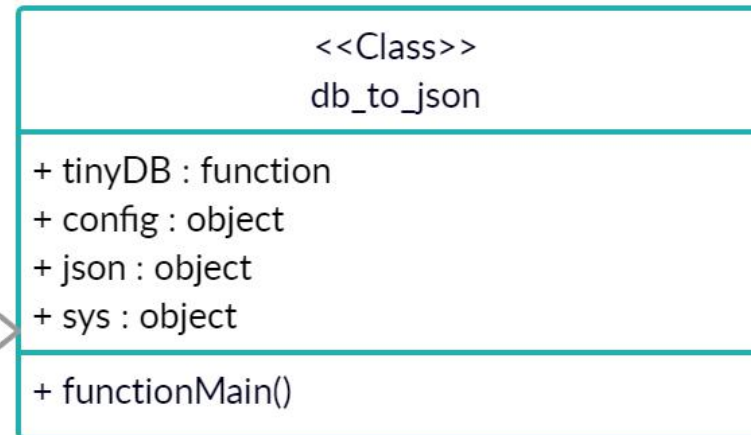 <<Class>>
db_to_json
+ tinyDB : function
+ config : object
+ json : object
+ sys : object
+ functionMain()